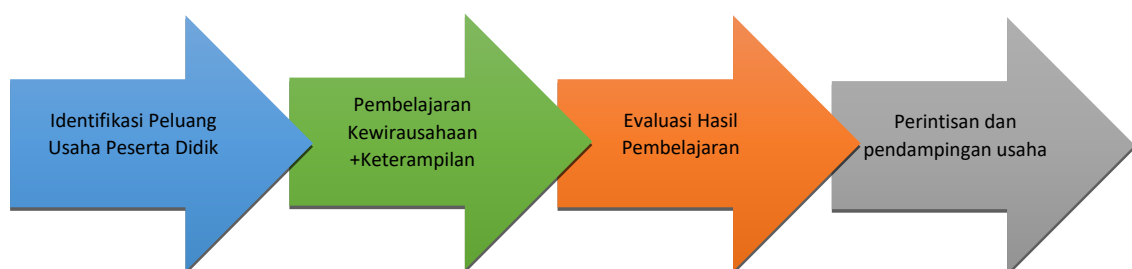 Identifikasi Peluang
Usaha Peserta Didik
Pembelajaran
Kewirausahaan
+Keterampilan
Evaluasi Hasil
Pembelajaran
Perintisan dan
pendampingan usaha